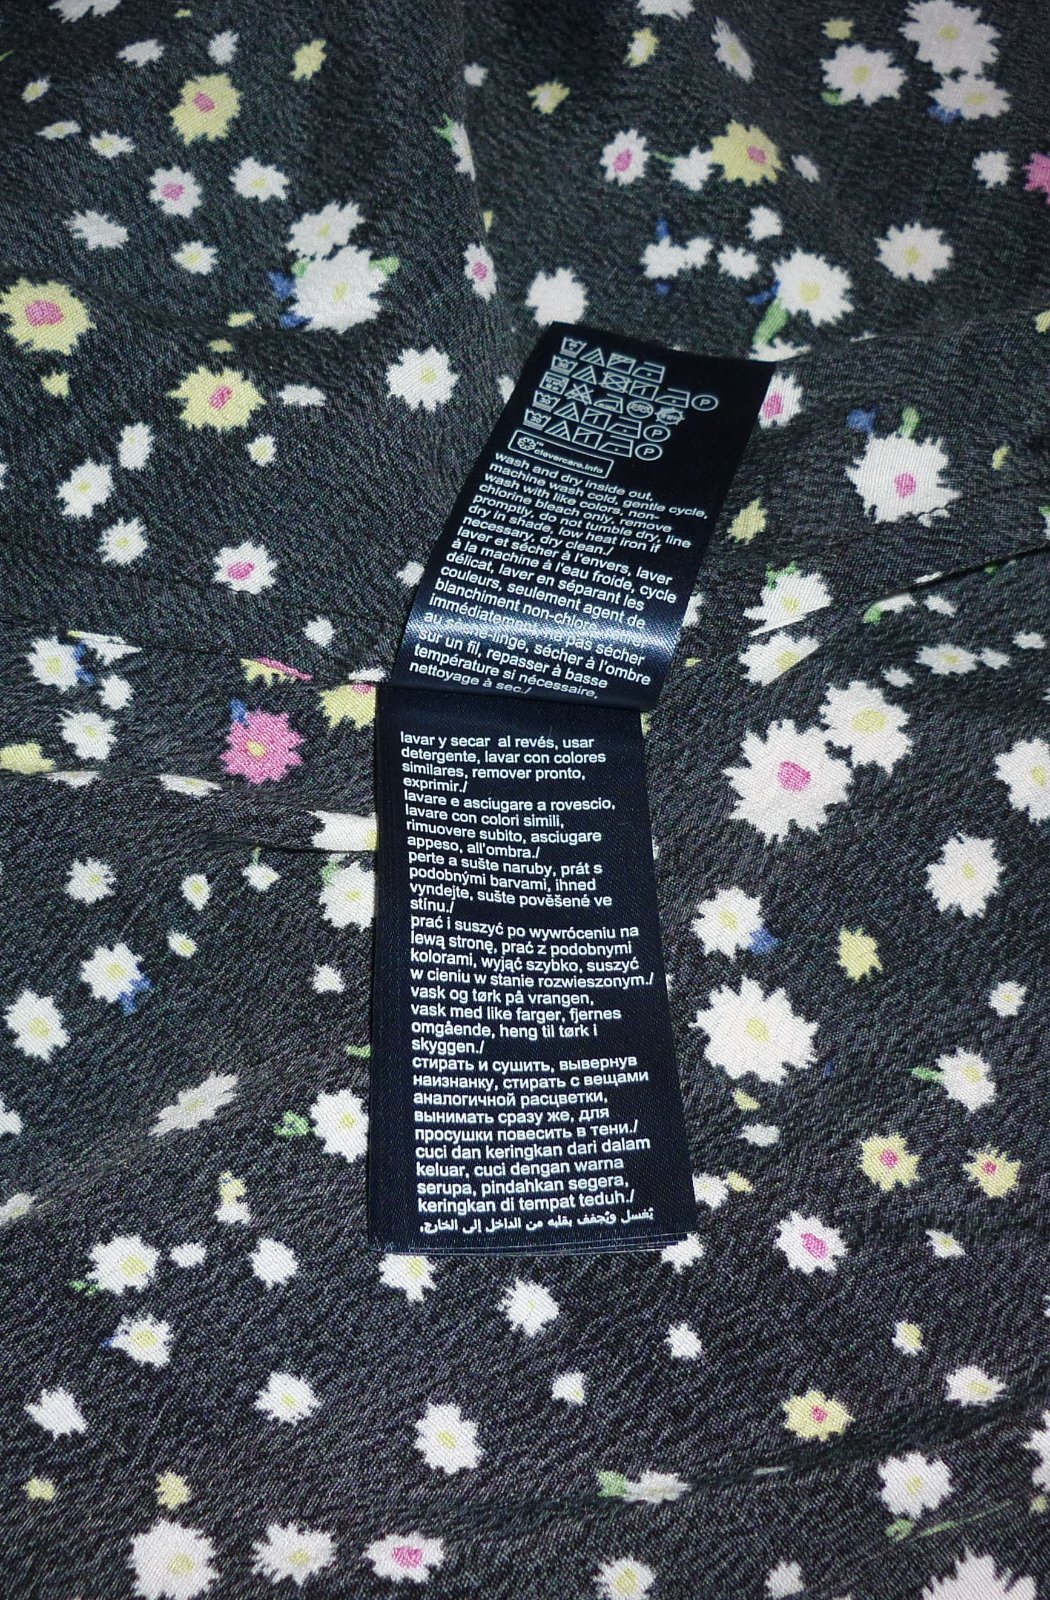 clevercare.info
wash and dry inside out,
machine wash cold, gentle cycle,
wash with like colors, non-
chlorine bleach only, remove
promptly, do not tumble dry, line
dry in shade, low heat iron if
necessary, dry clean./
laver et sécher à l'envers, laver
à la machine à l'eau froide, cycle
délicat, laver en séparant les
couleurs, seulement agent de
blanchiment non-chlor
pas sécher
au linge, sécher à l'ombre
sur un fil, repasser à basse
température si nécessaire,
nettoyage à sec./
lavar y secar al revés, usar
detergente, lavar con colores
similares, remover pronto,
exprimir./
lavare e asciugare a rovescio,
lavare con colori simili,
rimuovere subito, asciugare
appeso, all'ombra./
perte a sušte naruby, prát s
podobnými barvami, ihned
vyndejte, sušte pověšené ve
stínu./
prać i suszyć po wywróceniu na
lewą stronę, prać z podobnymi
kolorami, wyjąć szybko, suszyć
w cieniu w stanie rozwieszonym./
vask og tørk på vrangen,
vask med like farger, fjernes
omgående, heng til tørk i
skyggen./
стирать и сушить, вывернув
наизнанку, стирать с вещами
аналогичной расцветки,
вынимать сразу же, для
просушки повесить в тени./
cuci dan keringkan dari dalam
keluar, cuci dengan warna
serupa, pindahkan segera,
keringkan di tempat teduh./
يُغسل ويُجفف بقلبه من الداخل إلى الخارج,